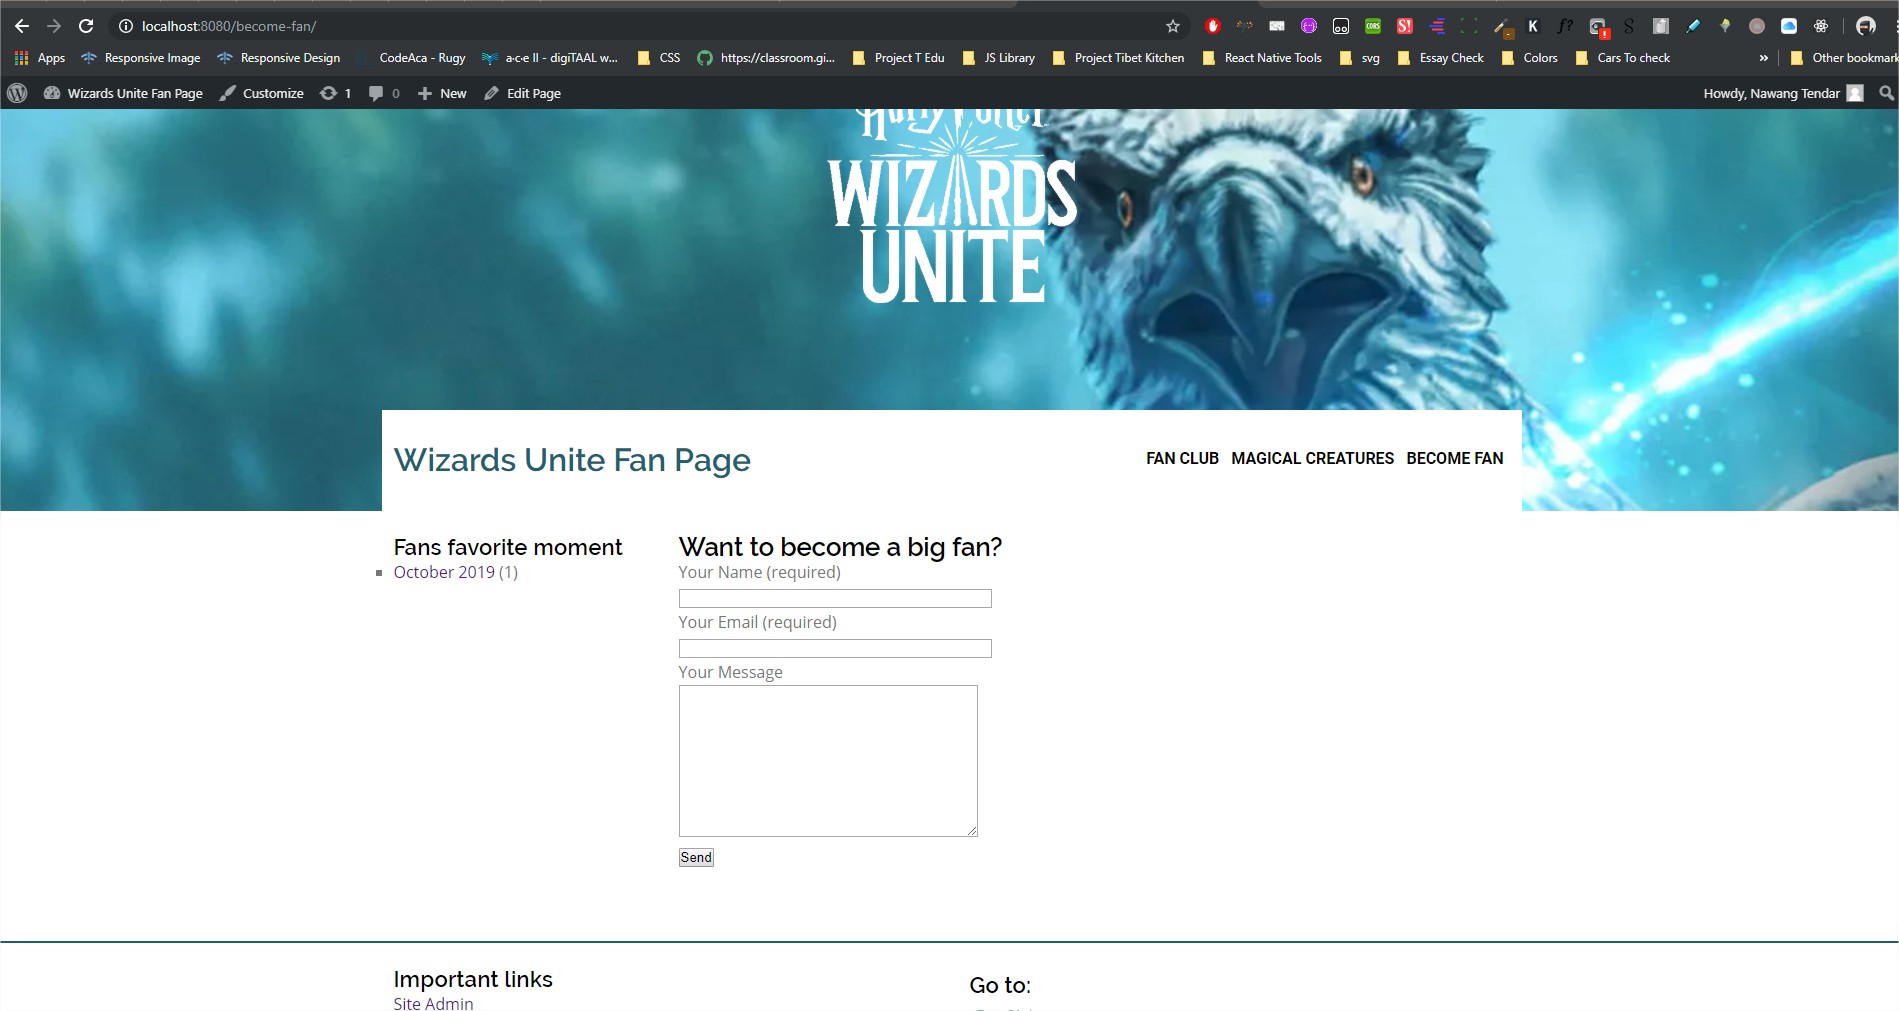 localhost:8080/become-fan/
Apps Responsive Image Responsive Design CodeAca - Rugy a·c·e II - digiTAAL w... CSS https://classroom.gi... Project T Edu JS Library Project Tibet Kitchen React Native Tools svg Essay Check Colors Cars To check » Other bookmark
Wizards Unite Fan Page Customize 1 0 New Edit Page Howdy, Nawang Tendar
Harry Potter
WIZARDS
UNITE
Wizards Unite Fan Page
FAN CLUB MAGICAL CREATURES BECOME FAN
Fans favorite moment
October 2019 (1)
Want to become a big fan?
Your Name (required)
Your Email (required)
Your Message
Send
Important links
Site Admin
Go to: